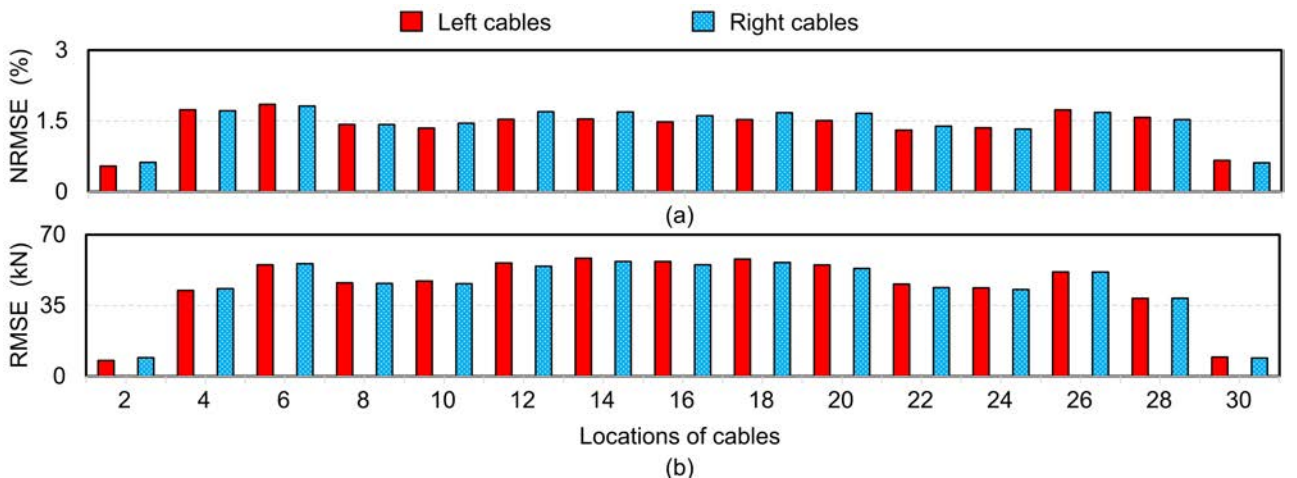 Left cables Right cables
NRMSE (%)
3
1.5
0
(a)
RMSE (kN)
70
35
0
2 4 6 8 10 12 14 16 18 20 22 24 26 28 30
Locations of cables
(b)